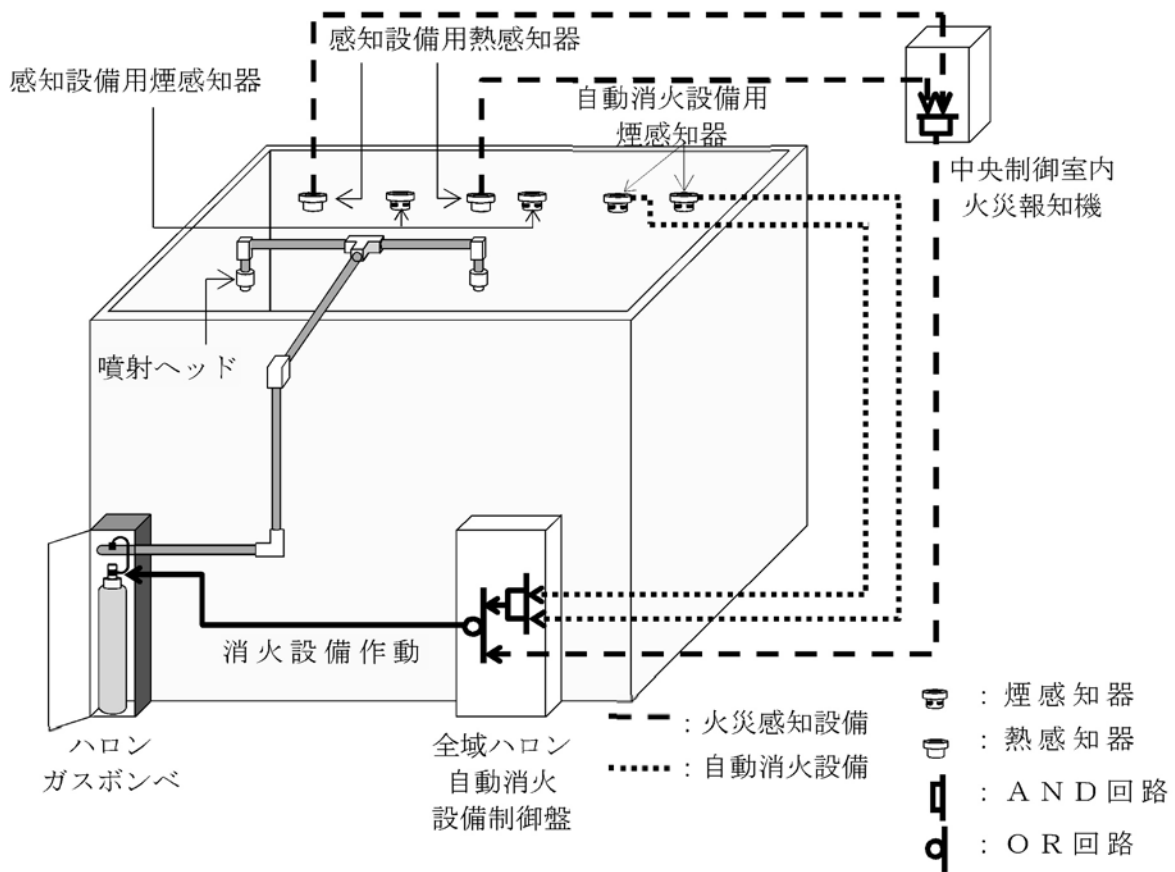 感知設備用熱感知器
感知設備用煙感知器
自動消火設備用
煙感知器
中央制御室内
火災報知機
噴射ヘッド
消火設備作動
ハロン
ガスボンベ
全域ハロン
自動消火
設備制御盤
：火災感知設備
：自動消火設備
：煙感知器
：熱感知器
：ＡＮＤ回路
：ＯＲ回路